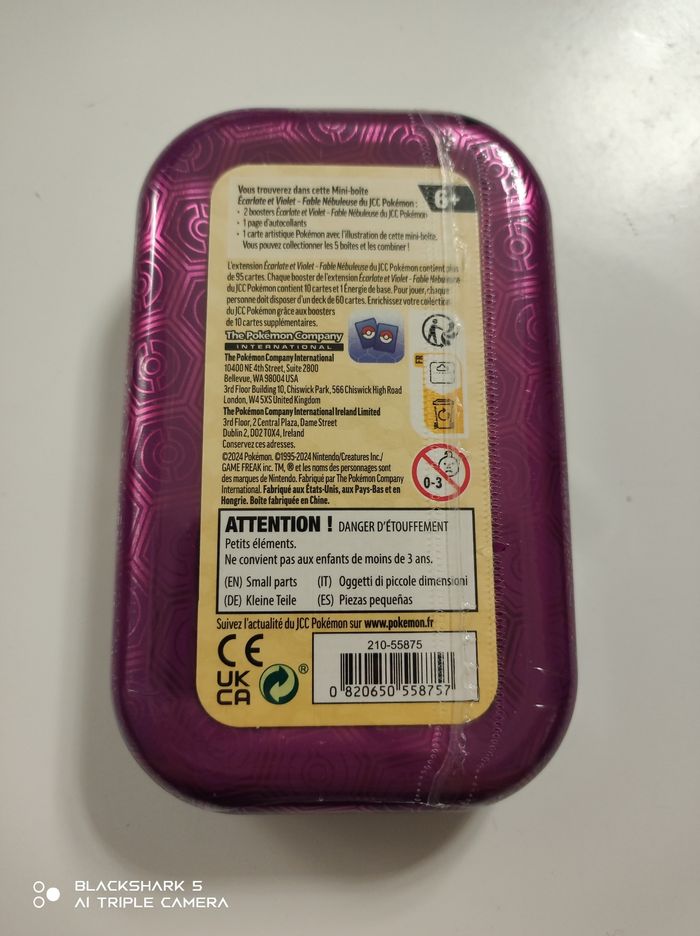 Vous trouverez dans cette Mini-boîte
Écarlate et Violet - Fable Nébuleuse du JCC Pokémon :
6+
• 2 boosters Écarlate et Violet - Fable Nébuleuse du JCC Pokémon
• 1 page d'autocollants
• 1 carte artistique Pokémon avec l'illustration de cette mini-boîte.
Vous pouvez collectionner les 5 boîtes et les combiner !
L'extension Écarlate et Violet - Fable Nébuleuse du JCC Pokémon contient plus
de 95 cartes. Chaque booster de l'extension Écarlate et Violet - Fable Nébuleuse
du JCC Pokémon contient 10 cartes et 1 Énergie de base. Pour jouer, chaque
personne doit disposer d'un deck de 60 cartes. Enrichissez votre collection
du JCC Pokémon grâce aux boosters
de 10 cartes supplémentaires.
The Pokémon Company
INTERNATIONAL
The Pokémon Company International
10400 NE 4th Street, Suite 2800
Bellevue, WA 98004 USA
3rd Floor Building 10, Chiswick Park, 566 Chiswick High Road
London, W4 5XS United Kingdom
The Pokémon Company International Ireland Limited
3rd Floor, 2 Central Plaza, Dame Street
Dublin 2, D02 T0X4, Ireland
Conservez ces adresses.
FR
©2024 Pokémon. ©1995-2024 Nintendo/Creatures Inc./
GAME FREAK inc. TM, ® et les noms des personnages sont
des marques de Nintendo. Fabriqué par The Pokémon Company
International. Fabriqué aux États-Unis, aux Pays-Bas et en
Hongrie. Boîte fabriquée en Chine.
0-3
ATTENTION ! DANGER D'ÉTOUFFEMENT
Petits éléments.
Ne convient pas aux enfants de moins de 3 ans.
(EN) Small parts (IT) Oggetti di piccole dimensioni
(DE) Kleine Teile (ES) Piezas pequeñas
Suivez l'actualité du JCC Pokémon sur www.pokemon.fr
CE
UK
CA
®
210-55875
0 820650 558757
BLACKSHARK 5
AI TRIPLE CAMERA